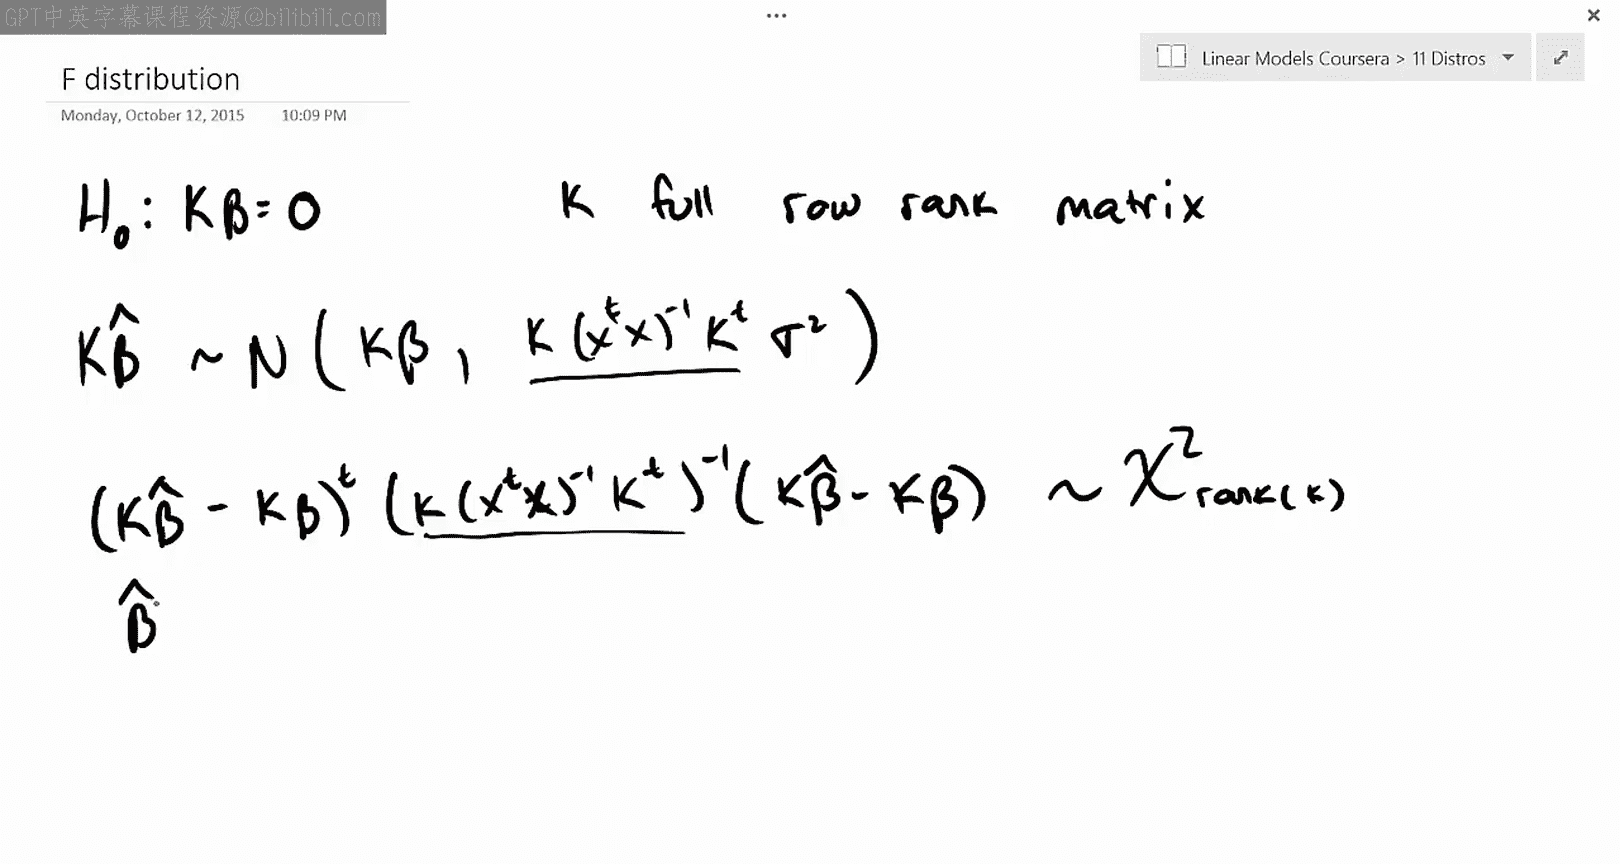 GPT中英字幕课程资源@bilibili.com
Linear Models Coursera > 11 Distros
F distribution
Monday, October 12, 2015 10:09 PM
H₀: Kβ = 0 K full row rank matrix
Kβ̂ ~ N(Kβ, K(xᵗx)⁻¹Kᵗσ²)
(Kβ̂ - Kβ)ᵗ(K(xᵗx)⁻¹Kᵗ)⁻¹(Kβ̂ - Kβ) ~ χ²rank(K)
β̂